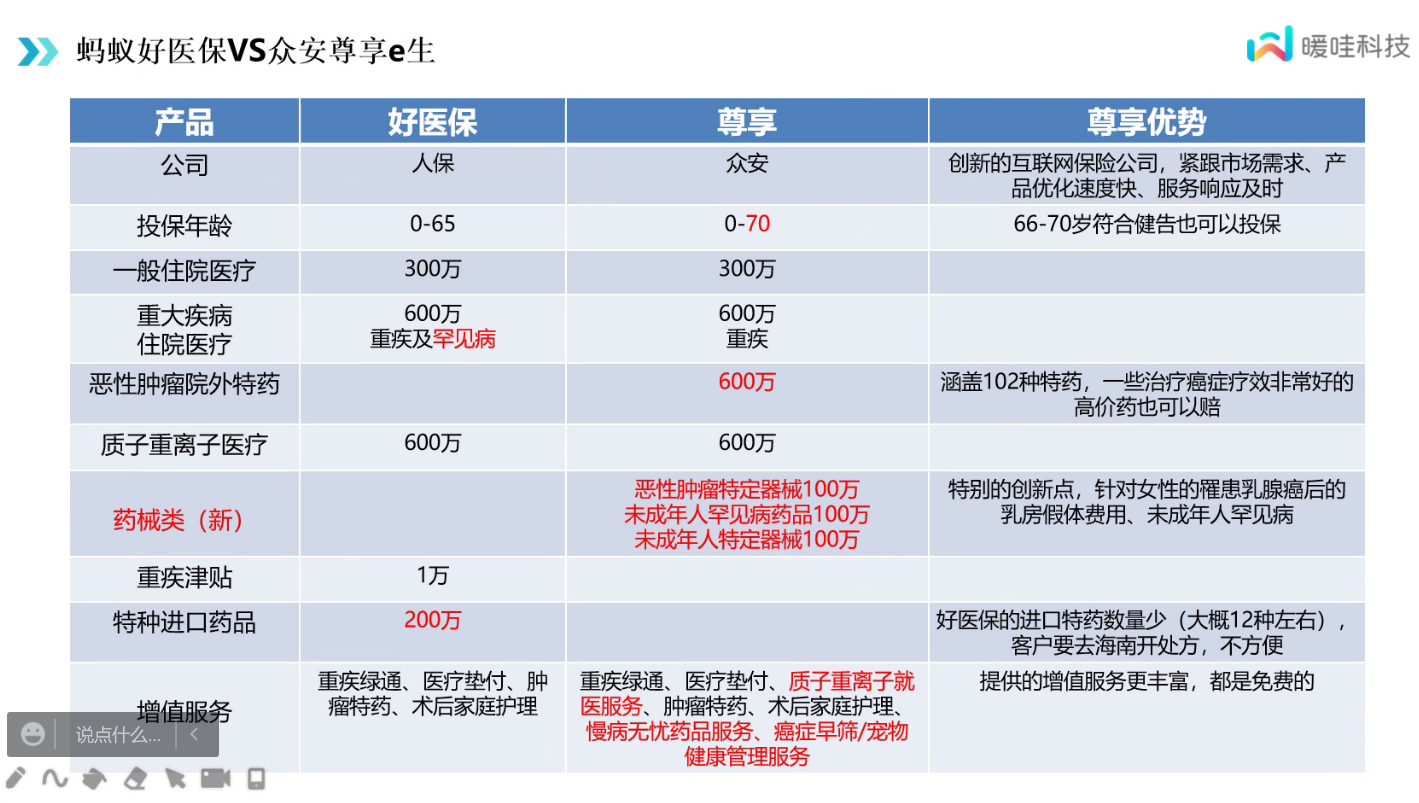 蚂蚁好医保VS众安尊享e生
暖哇科技
产品
好医保
尊享
尊享优势
公司
人保
众安
创新的互联网保险公司，紧跟市场需求、产
品优化速度快、服务响应及时
投保年龄
0-65
0-70
66-70岁符合健告也可以投保
一般住院医疗
300万
300万
重大疾病
住院医疗
600万
重疾及罕见病
600万
重疾
恶性肿瘤院外特药
600万
涵盖102种特药，一些治疗癌症疗效非常好的
高价药也可以赔
质子重离子医疗
600万
600万
药械类（新）
恶性肿瘤特定器械100万
未成年人罕见病药品100万
未成年人特定器械100万
特别的创新点，针对女性的罹患乳腺癌后的
乳房假体费用、未成年人罕见病
重疾津贴
1万
特种进口药品
200万
好医保的进口特药数量少（大概12种左右），
客户要去海南开处方，不方便
增值服务
重疾绿通、医疗垫付、肿
瘤特药、术后家庭护理
重疾绿通、医疗垫付、质子重离子就
医服务、肿瘤特药、术后家庭护理、
慢病无忧药品服务、癌症早筛/宠物
健康管理服务
提供的增值服务更丰富，都是免费的
说点什么...